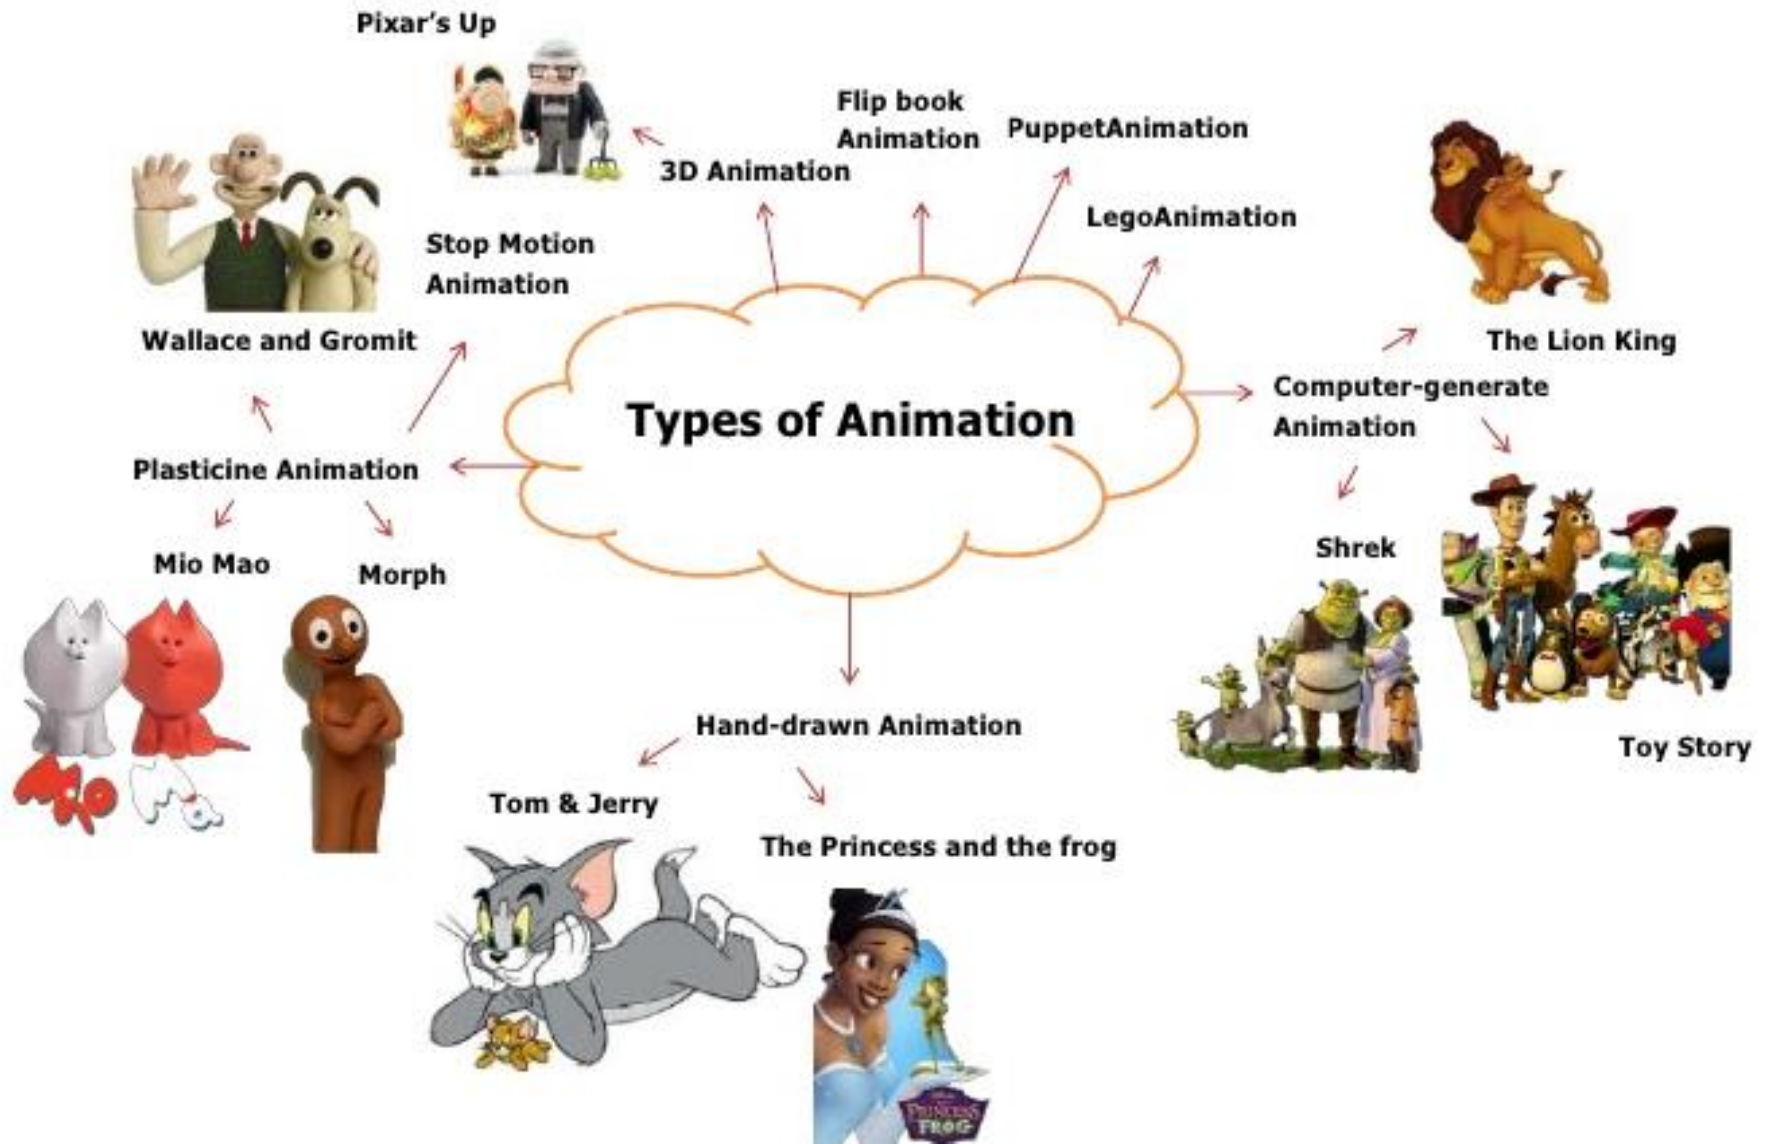 Pixar's Up
Flip book
Animation
PuppetAnimation
3D Animation
LegoAnimation
Stop Motion
Animation
Wallace and Gromit
The Lion King
Computer-generate
Animation
Types of Animation
Plasticine Animation
Shrek
Mio Mao
Morph
Hand-drawn Animation
Toy Story
Tom & Jerry
The Princess and the frog
PRINCESS
FROG